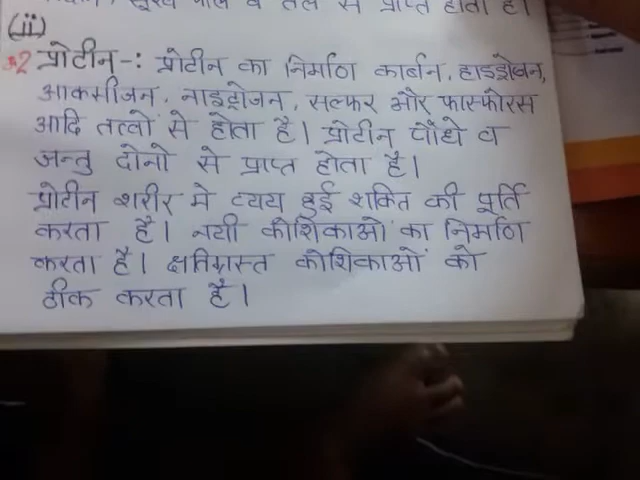 सूखे फल व तेल से प्राप्त होता है।
(ii)
2 प्रोटीन-: प्रोटीन का निर्माण कार्बन, हाइड्रोजन,
आक्सीजन, नाइट्रोजन, सल्फर और फास्फोरस
आदि तत्वों से होता है। प्रोटीन पौधे व
जन्तु दोनो से प्राप्त होता है।
प्रोटीन शरीर मे व्यय हुई शक्ति की पूर्ति
करता है। नयी कोशिकाओं का निर्माण
करता है। क्षतिग्रस्त कोशिकाओं को
ठीक करता है।